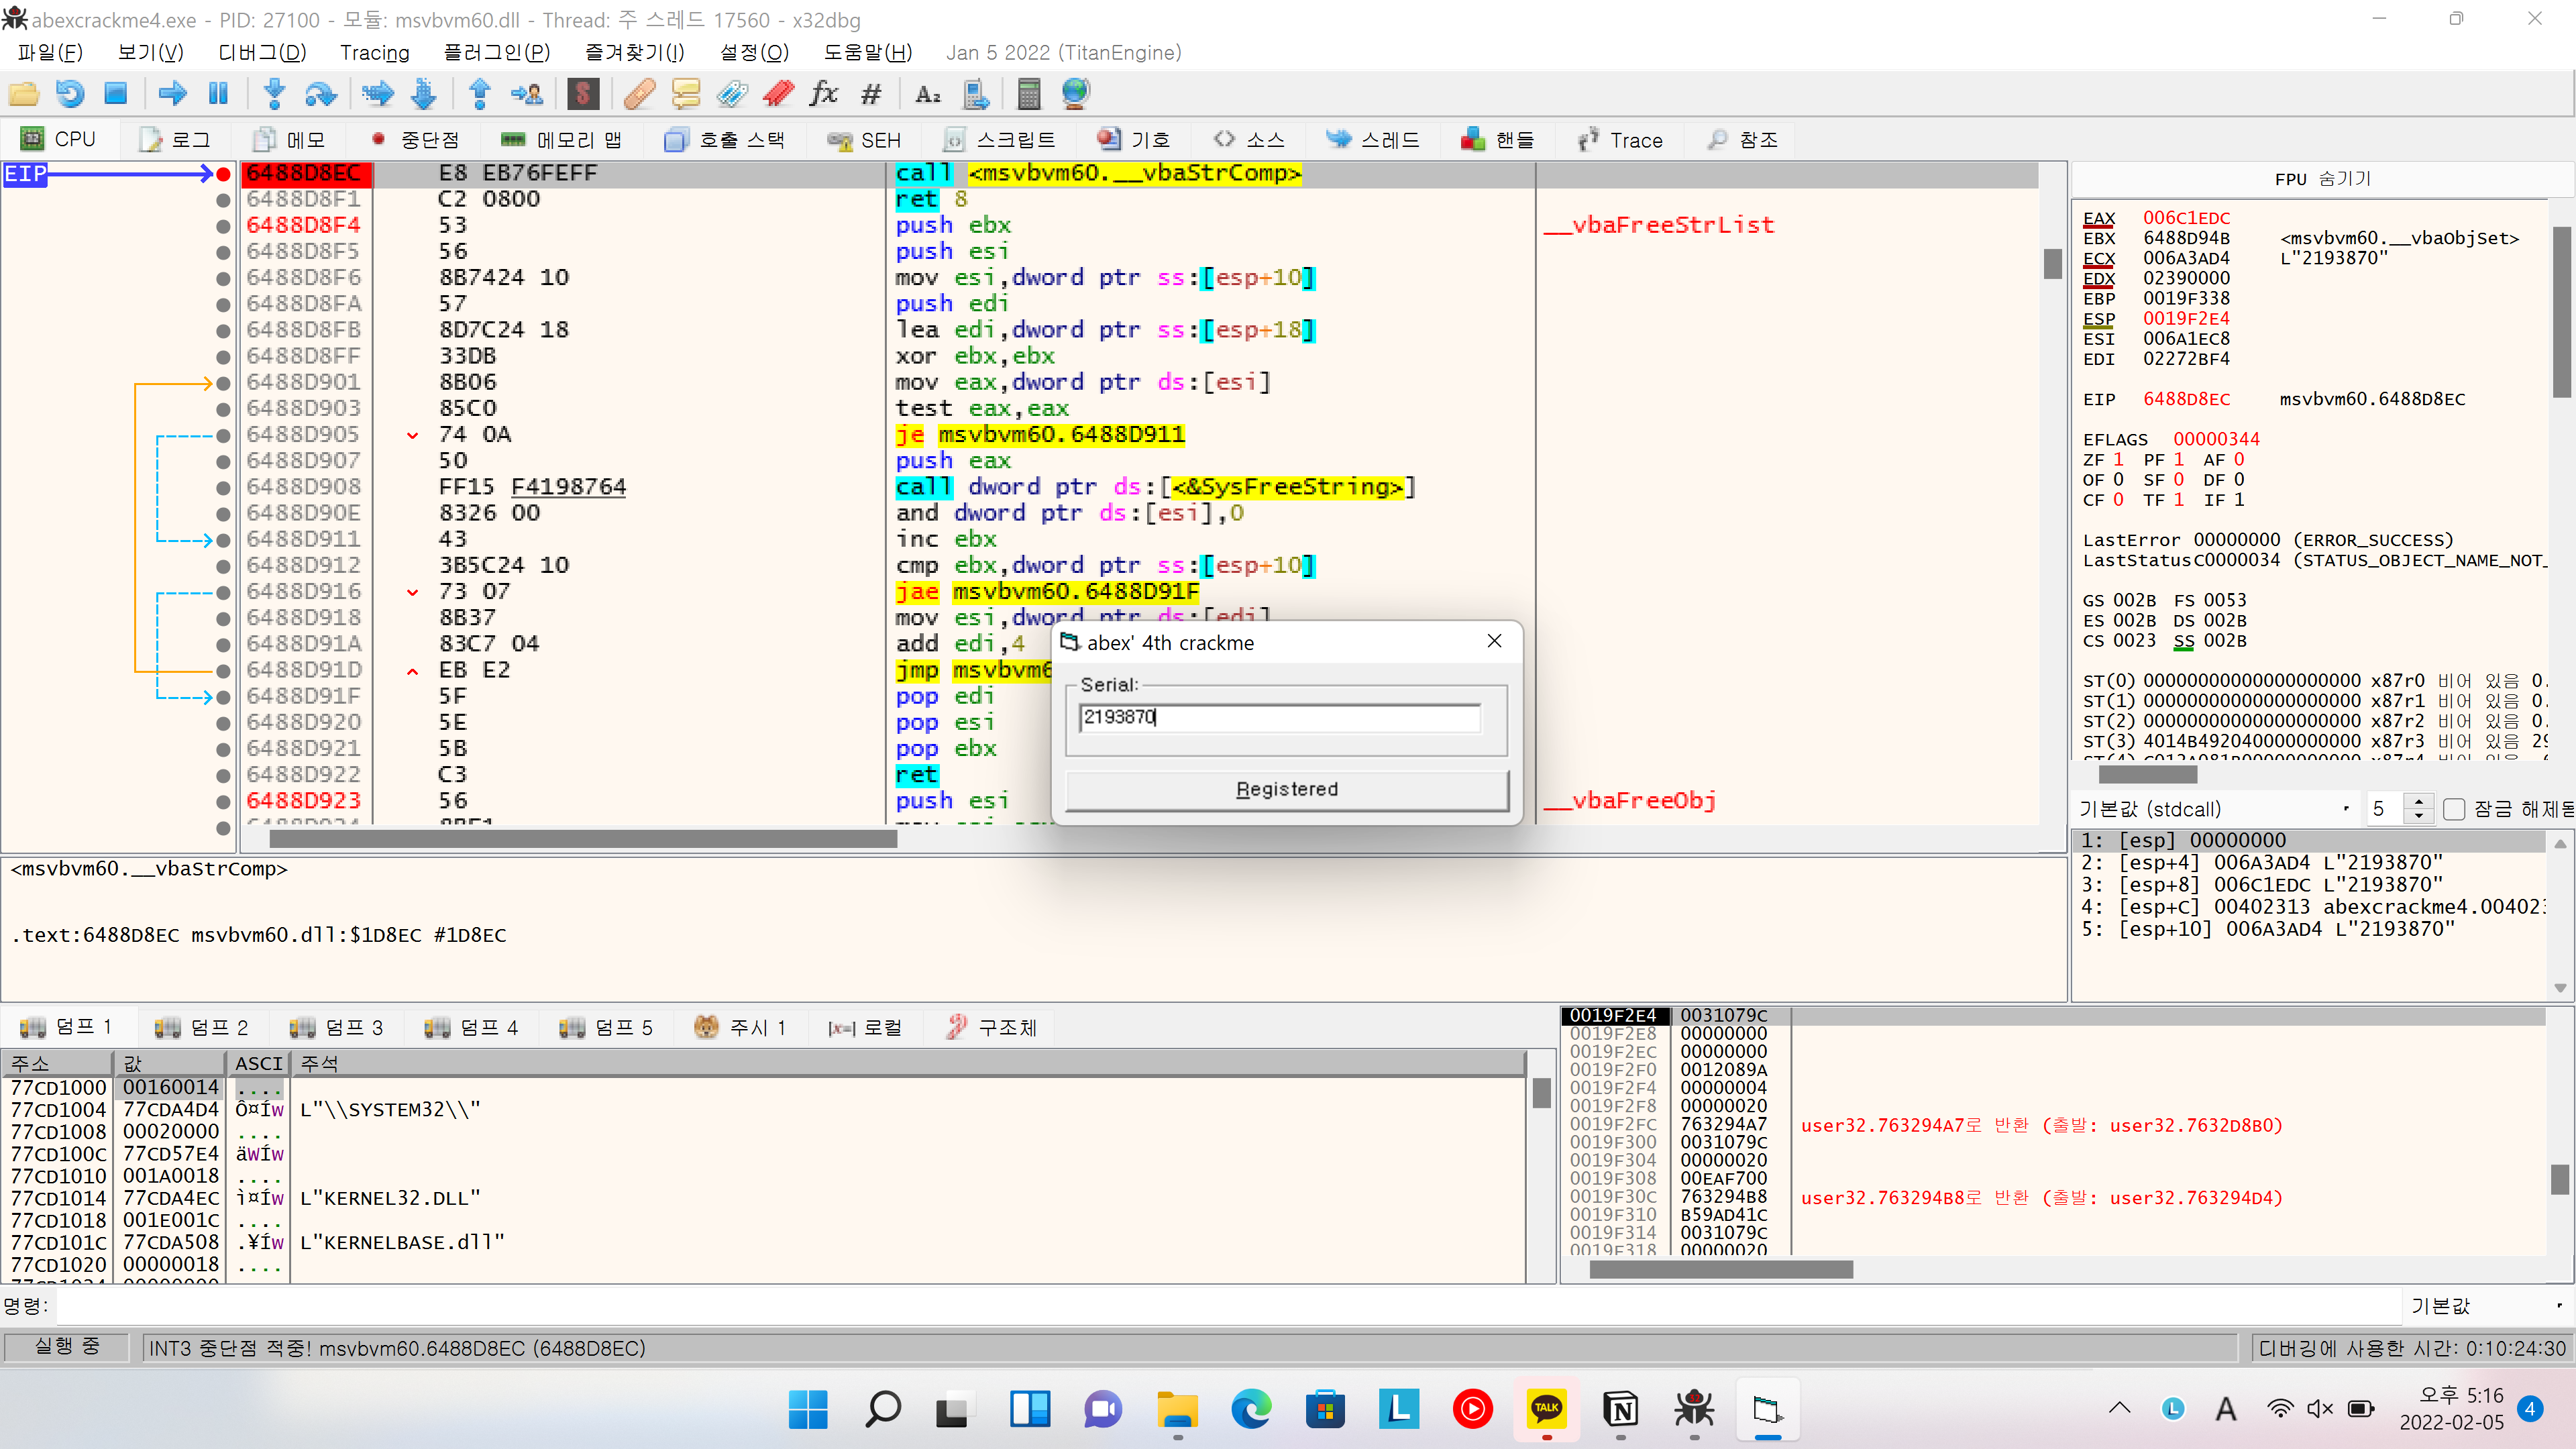 abexcrackme4.exe - PID: 27100 - 모듈: msvbvm60.dll - Thread: 주 스레드 17560 - x32dbg
파일(F) 보기(V) 디버그(D) Tracing 플러그인(P) 즐겨찾기(I) 설정(O) 도움말(H) Jan 5 2022 (TitanEngine)
CPU 로그 메모 중단점 메모리 맵 호출 스택 SEH 스크립트 기호 소스 스레드 핸들 Trace 참조
EIP
6488D8EC E8 EB76FEFF call <msvbvm60.__vbaStrComp>
6488D8F1 C2 0800 ret 8
6488D8F4 53 push ebx __vbaFreeStrList
6488D8F5 56 push esi
6488D8F6 8B7424 10 mov esi,dword ptr ss:[esp+10]
6488D8FA 57 push edi
6488D8FB 8D7C24 18 lea edi,dword ptr ss:[esp+18]
6488D8FF 33DB xor ebx,ebx
6488D901 8B06 mov eax,dword ptr ds:[esi]
6488D903 85C0 test eax,eax
6488D905 74 0A je msvbvm60.6488D911
6488D907 50 push eax
6488D908 FF15 F4198764 call dword ptr ds:[<&SysFreeString>]
6488D90E 8326 00 and dword ptr ds:[esi],0
6488D911 43 inc ebx
6488D912 3B5C24 10 cmp ebx,dword ptr ss:[esp+10]
6488D916 73 07 jae msvbvm60.6488D91F
6488D918 8B37 mov esi,dword ptr ds:[edi]
6488D91A 83C7 04 add edi,4
6488D91D EB E2 jmp msvbvm6
6488D91F 5F pop edi
6488D920 5E pop esi
6488D921 5B pop ebx
6488D922 C3 ret
6488D923 56 push esi __vbaFreeObj
abex' 4th crackme
Serial:
2193870
Registered
FPU 숨기기
EAX 006C1EDC
EBX 6488D94B <msvbvm60.__vbaObjSet>
ECX 006A3AD4 L"2193870"
EDX 02390000
EBP 0019F338
ESP 0019F2E4
ESI 006A1EC8
EDI 02272BF4
EIP 6488D8EC msvbvm60.6488D8EC
EFLAGS 00000344
ZF 1 PF 1 AF 0
OF 0 SF 0 DF 0
CF 0 TF 1 IF 1
LastError 00000000 (ERROR_SUCCESS)
LastStatus C0000034 (STATUS_OBJECT_NAME_NOT_
GS 002B FS 0053
ES 002B DS 002B
CS 0023 SS 002B
ST(0) 00000000000000000000 x87r0 비어 있음 0.
ST(1) 00000000000000000000 x87r1 비어 있음 0.
ST(2) 00000000000000000000 x87r2 비어 있음 0.
ST(3) 4014B492040000000000 x87r3 비어 있음 29
기본값 (stdcall) 5 잠금 해제됨
1: [esp] 00000000
2: [esp+4] 006A3AD4 L"2193870"
3: [esp+8] 006C1EDC L"2193870"
4: [esp+C] 00402313 abexcrackme4.00402
5: [esp+10] 006A3AD4 L"2193870"
<msvbvm60.__vbaStrComp>
.text:6488D8EC msvbvm60.dll:$1D8EC #1D8EC
덤프 1 덤프 2 덤프 3 덤프 4 덤프 5 주시 1 [x=] 로컬 구조체
주소 값 ASCI 주석
77CD1000 00160014 ....
77CD1004 77CDA4D4 Ô¤Íw L"\\SYSTEM32\\"
77CD1008 00020000 ....
77CD100C 77CD57E4 äWÍw
77CD1010 001A0018 ....
77CD1014 77CDA4EC ì¤Íw L"KERNEL32.DLL"
77CD1018 001E001C ....
77CD101C 77CDA508 .¥Íw L"KERNELBASE.dll"
77CD1020 00000018 ....
0019F2E4 0031079C
0019F2E8 00000000
0019F2EC 00000000
0019F2F0 0012089A
0019F2F4 00000004
0019F2F8 00000020
0019F2FC 763294A7 user32.763294A7로 반환 (출발: user32.7632D8B0)
0019F300 0031079C
0019F304 00000020
0019F308 00EAF700
0019F30C 763294B8 user32.763294B8로 반환 (출발: user32.763294D4)
0019F310 B59AD41C
0019F314 0031079C
0019F318 00000020
명령: 기본값
실행 중 INT3 중단점 적중! msvbvm60.6488D8EC (6488D8EC) 디버깅에 사용한 시간: 0:10:24:30
TALK
A
오후 5:16
2022-02-05
4